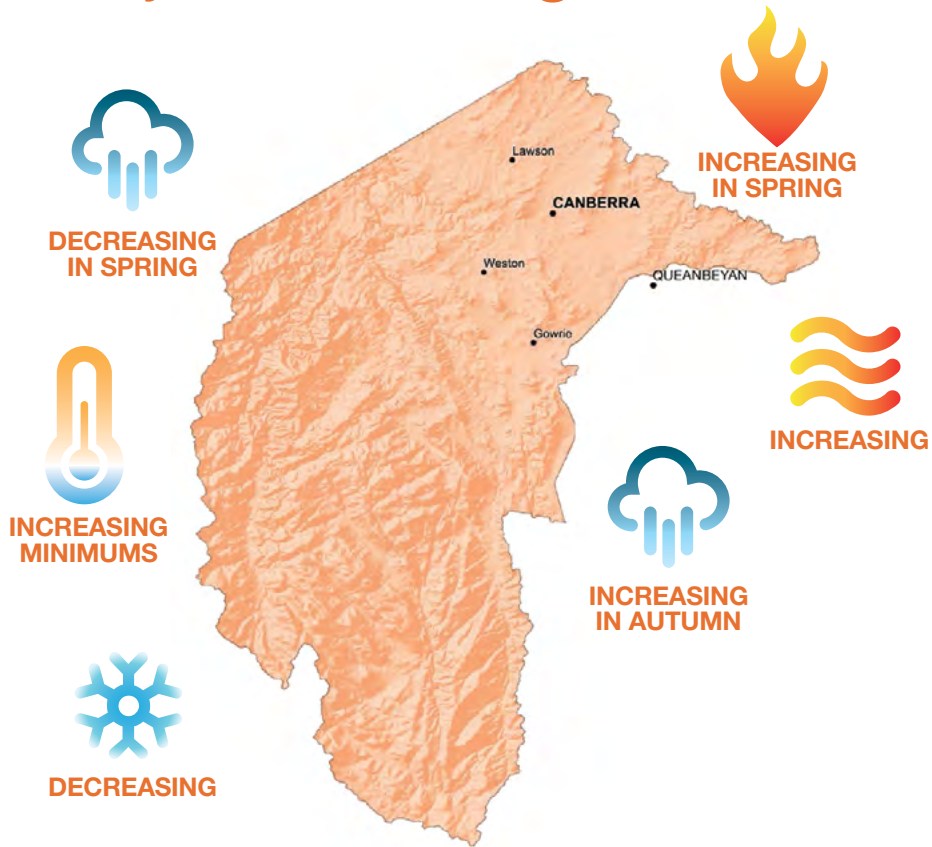 INCREASING
IN SPRING
Lawson
CANBERRA
DECREASING
IN SPRING
Weston
QUEANBEYAN
Gowrie
INCREASING
INCREASING
MINIMUMS
INCREASING
IN AUTUMN
DECREASING